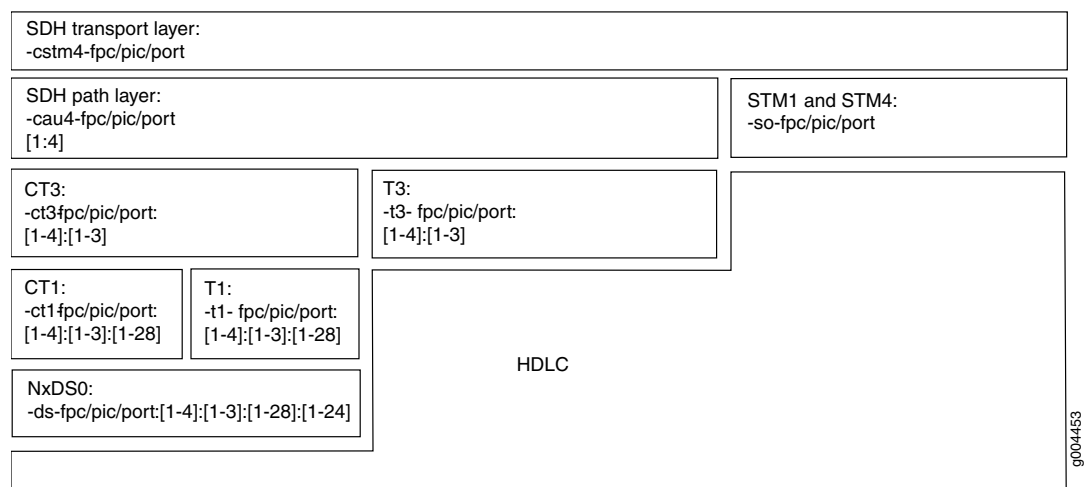 SDH transport layer:
-cstm4-fpc/pic/port
SDH path layer:
-cau4-fpc/pic/port
[1:4]
STM1 and STM4:
-so-fpc/pic/port
CT3:
-ct3-fpc/pic/port:
[1-4]:[1-3]
T3:
-t3- fpc/pic/port:
[1-4]:[1-3]
CT1:
-ct1-fpc/pic/port:
[1-4]:[1-3]:[1-28]
T1:
-t1- fpc/pic/port:
[1-4]:[1-3]:[1-28]
HDLC
NxDS0:
-ds-fpc/pic/port:[1-4]:[1-3]:[1-28]:[1-24]
g004453